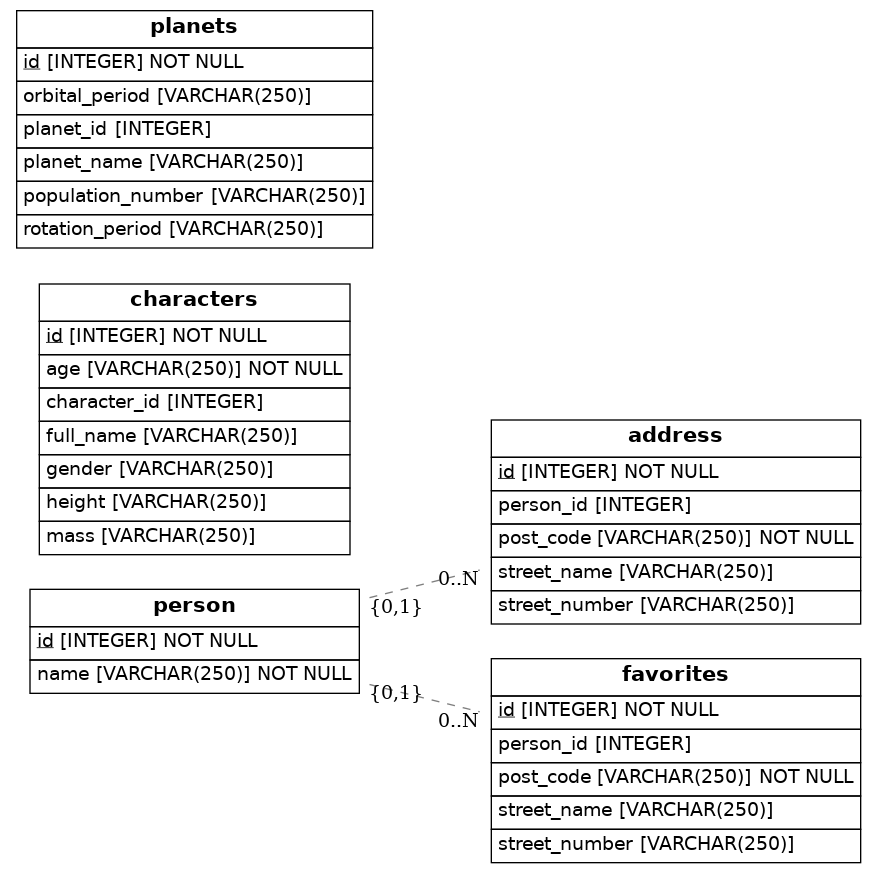 planets
id [INTEGER] NOT NULL
orbital_period [VARCHAR(250)]
planet_id [INTEGER]
planet_name [VARCHAR(250)]
population_number [VARCHAR(250)]
rotation_period [VARCHAR(250)]
characters
id [INTEGER] NOT NULL
age [VARCHAR(250)] NOT NULL
character_id [INTEGER]
full_name [VARCHAR(250)]
gender [VARCHAR(250)]
height [VARCHAR(250)]
mass [VARCHAR(250)]
address
id [INTEGER] NOT NULL
person_id [INTEGER]
post_code [VARCHAR(250)] NOT NULL
street_name [VARCHAR(250)]
street_number [VARCHAR(250)]
0..N
{0,1}
person
id [INTEGER] NOT NULL
name [VARCHAR(250)] NOT NULL
{0,1}
0..N
favorites
id [INTEGER] NOT NULL
person_id [INTEGER]
post_code [VARCHAR(250)] NOT NULL
street_name [VARCHAR(250)]
street_number [VARCHAR(250)]